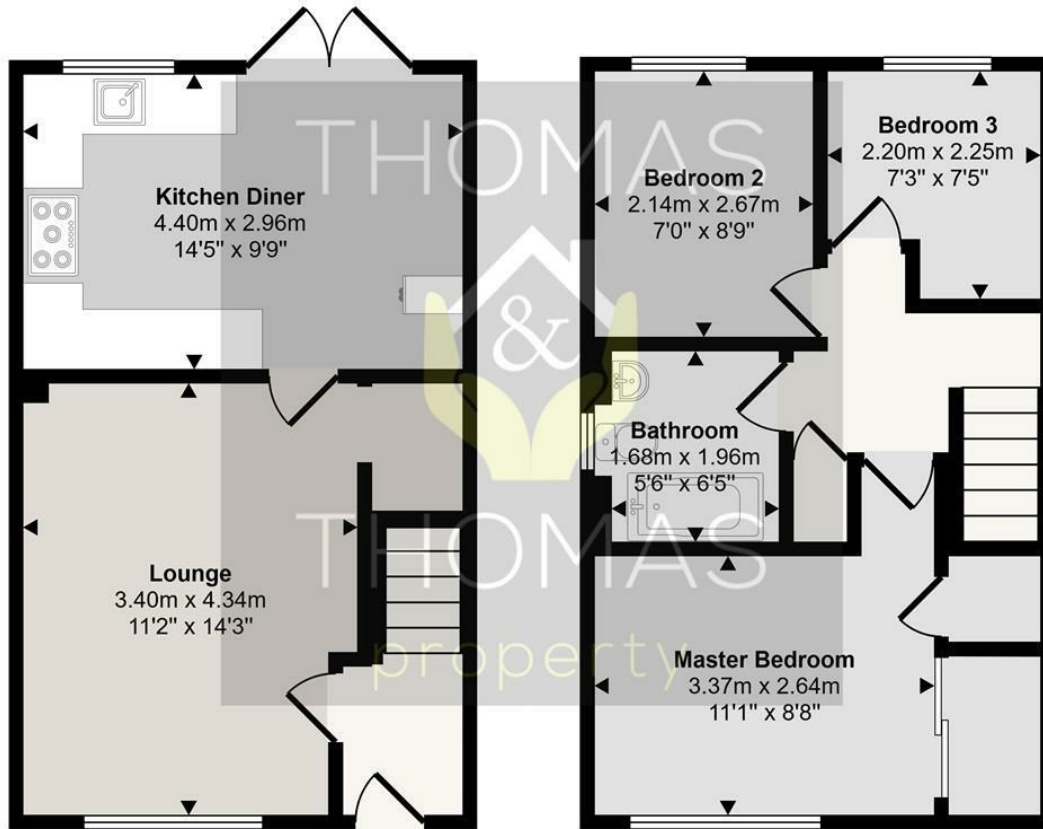 THOMAS
&
THOMAS
property
Kitchen Diner
4.40m x 2.96m
14'5" x 9'9"
Lounge
3.40m x 4.34m
11'2" x 14'3"
Bedroom 2
2.14m x 2.67m
7'0" x 8'9"
Bedroom 3
2.20m x 2.25m
7'3" x 7'5"
Bathroom
1.68m x 1.96m
5'6" x 6'5"
Master Bedroom
3.37m x 2.64m
11'1" x 8'8"